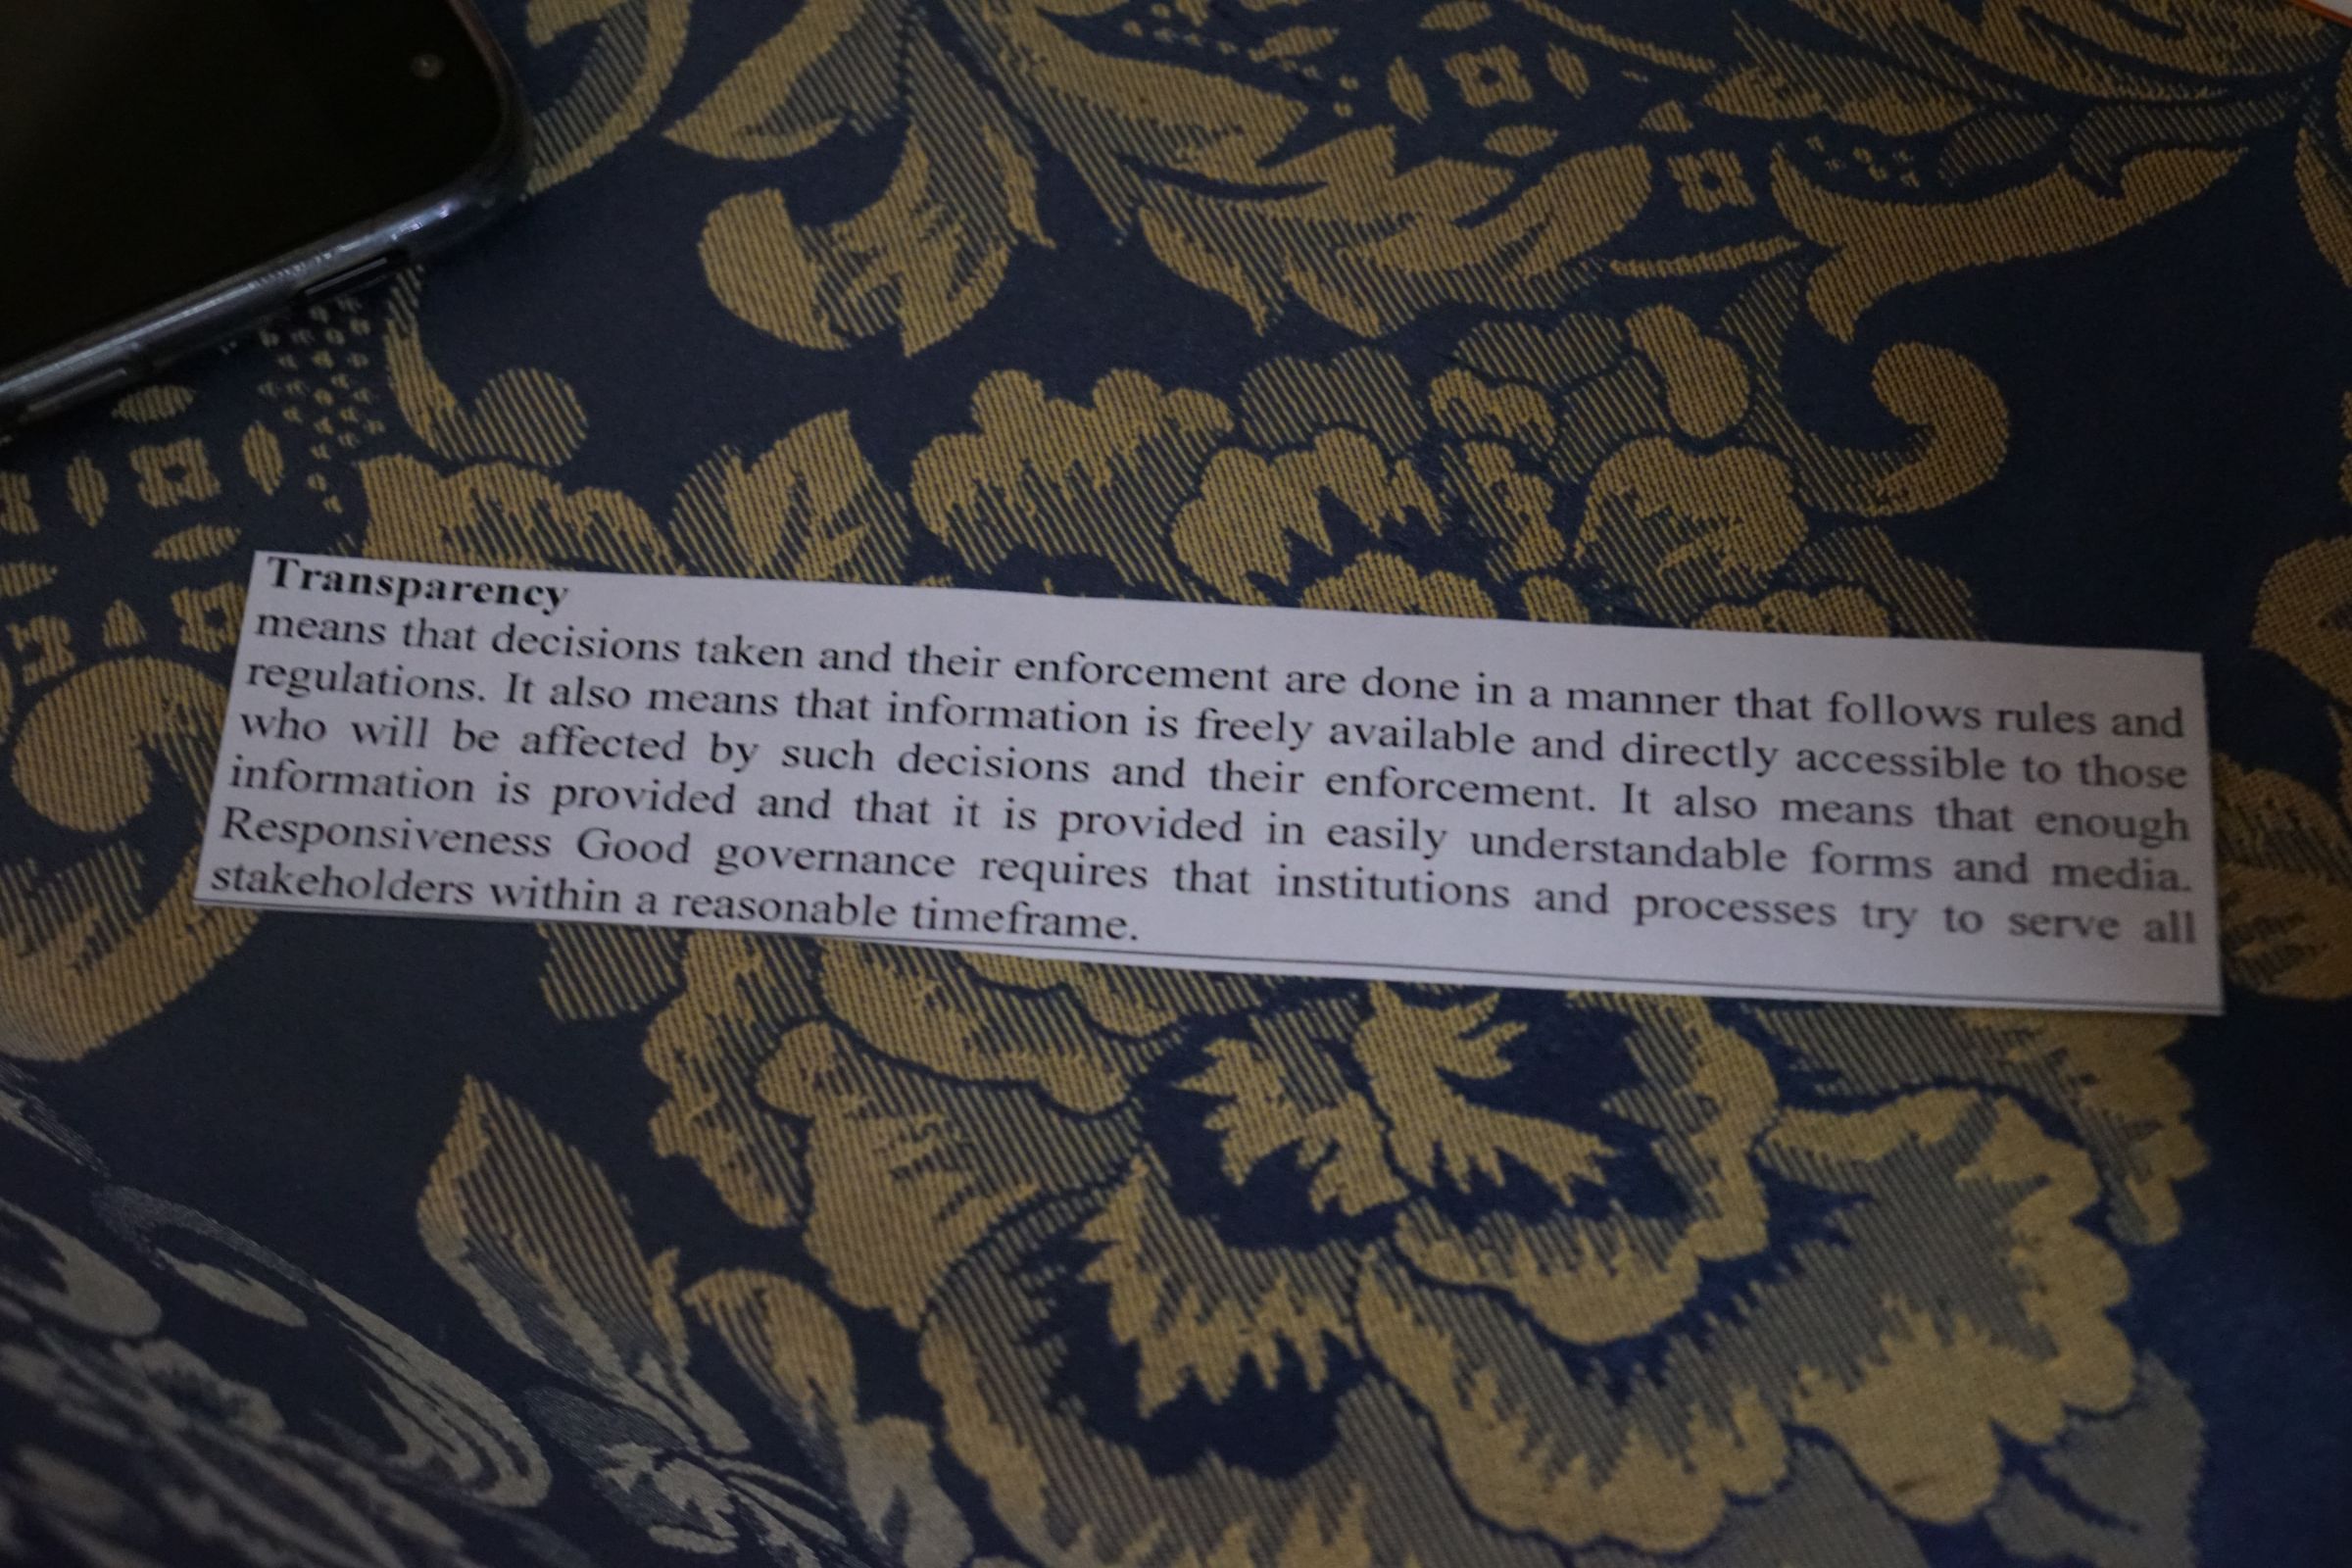 Transparency
means that decisions taken and their enforcement are done in a manner that follows rules and
regulations. It also means that information is freely available and directly accessible to those
who will be affected by such decisions and their enforcement. It also means that enough
information is provided and that it is provided in easily understandable forms and media.
Responsiveness Good governance requires that institutions and processes try to serve all
stakeholders within a reasonable timeframe.